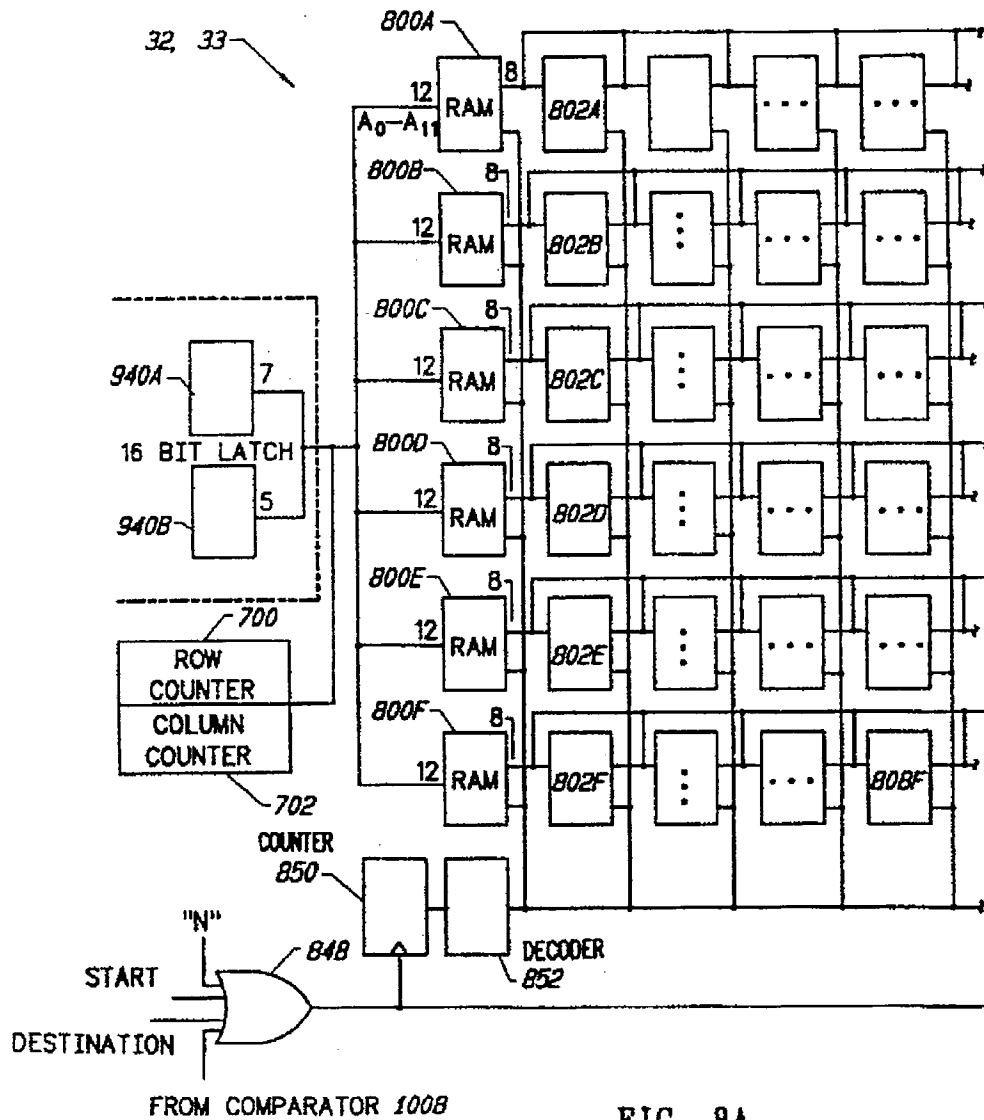 32, 33
800A
12
A0–A11
RAM
8
802A
• • •
• • •
800B
12
RAM
8
802B
• • •
• • •
• • •
800C
12
RAM
8
802C
• • •
• • •
• • •
940A
7
16 BIT LATCH
940B
5
800D
12
RAM
8
802D
• • •
• • •
• • •
800E
12
RAM
8
802E
• • •
• • •
• • •
700
ROW
COUNTER
COLUMN
COUNTER
702
800F
12
RAM
8
802F
• • •
• • •
808F
COUNTER
850
DECODER
852
"N"
848
START
DESTINATION
FROM COMPARATOR 1008
FIG. 9A